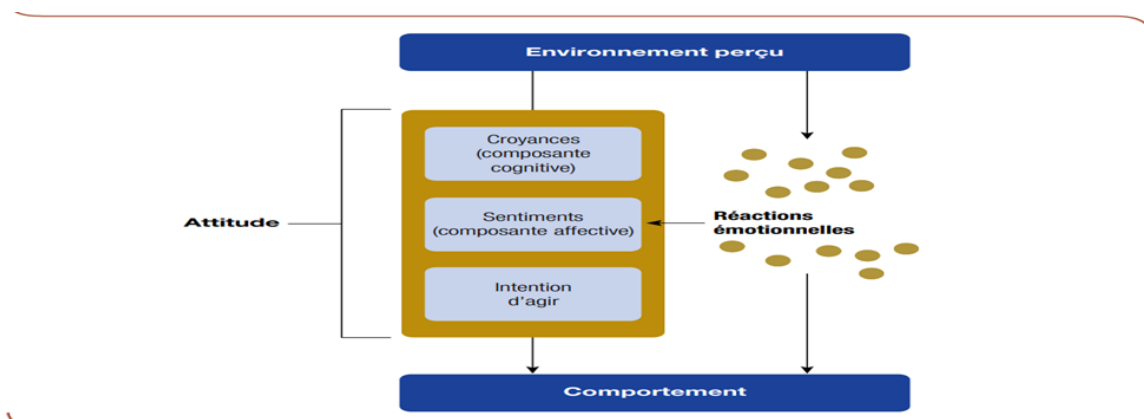 Environnement perçu
Croyances
(composante
cognitive)
Attitude
Sentiments
(composante affective)
Réactions
émotionnelles
Intention
d'agir
Comportement